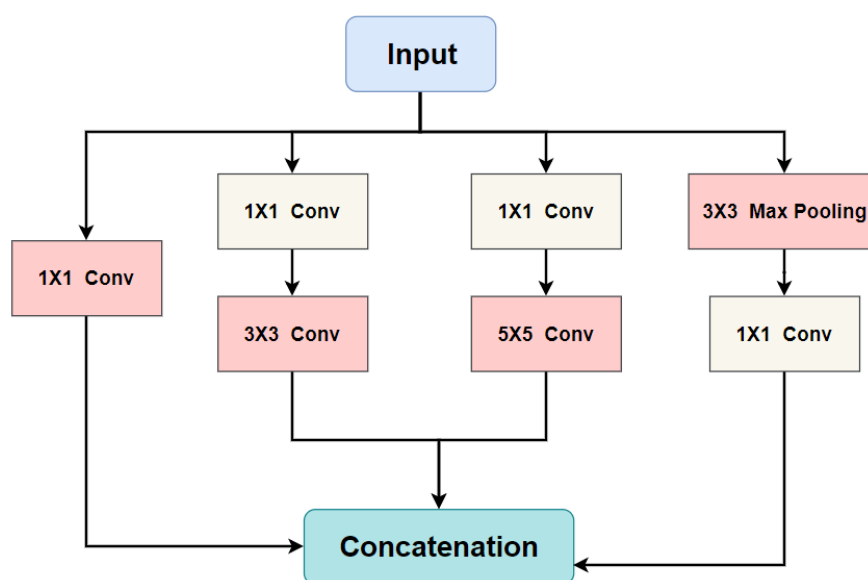 Input
1X1 Conv
1X1 Conv
3X3 Max Pooling
1X1 Conv
3X3 Conv
5X5 Conv
1X1 Conv
Concatenation